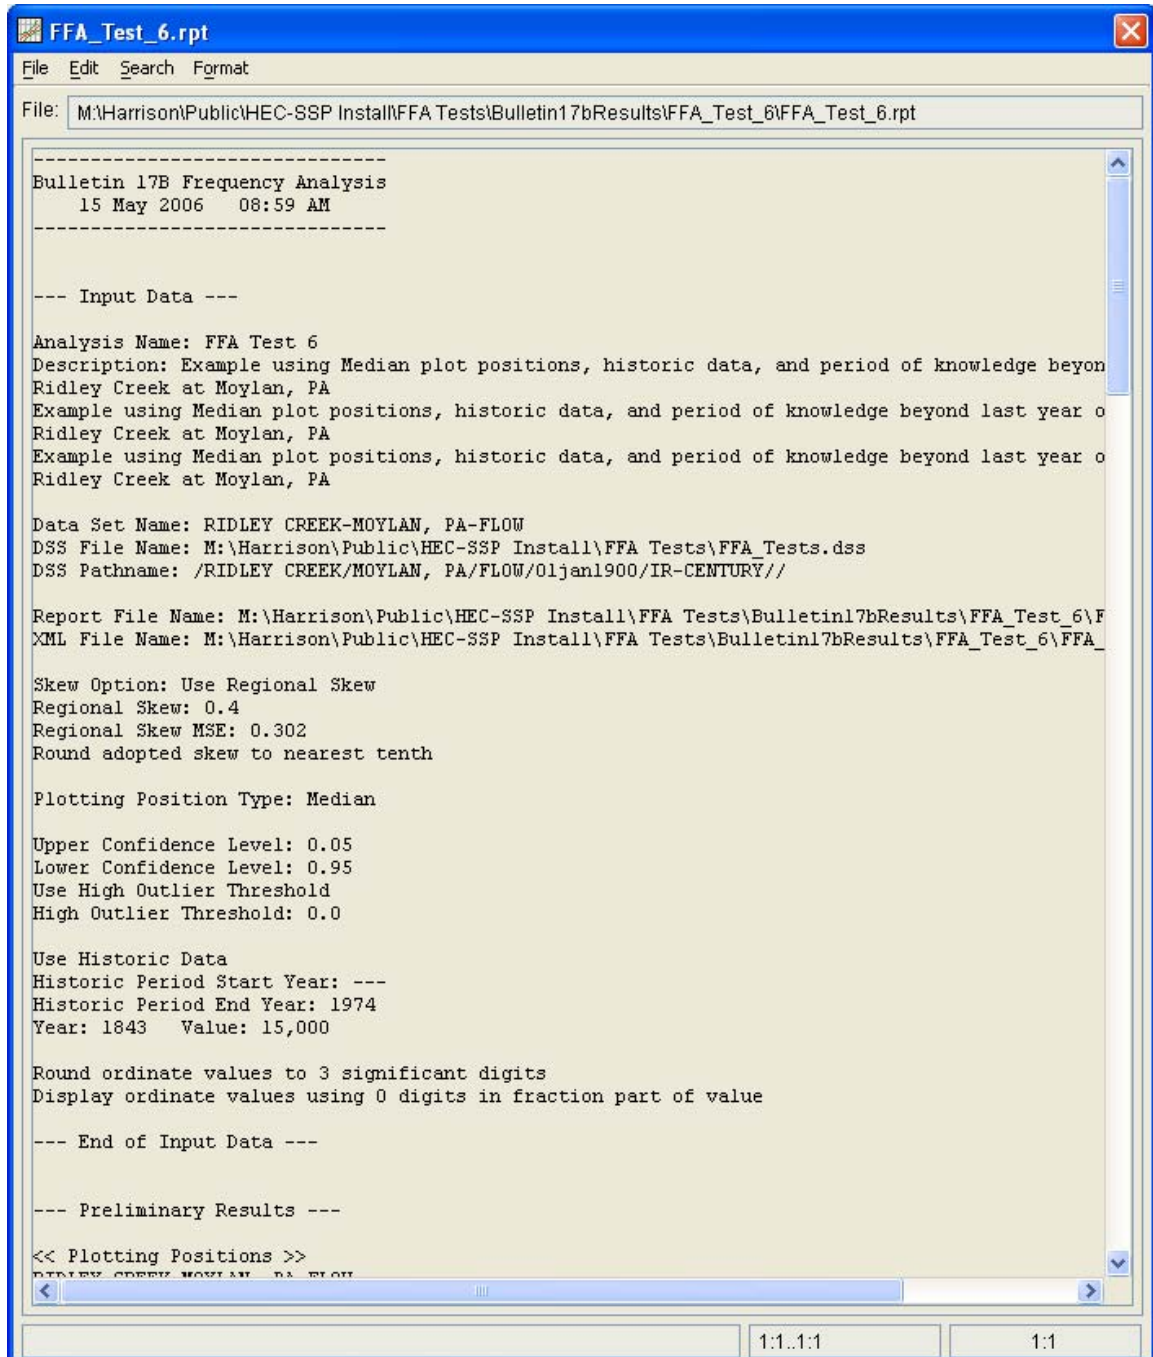 FFA_Test_6.rpt
File Edit Search Format
File: M:\Harrison\Public\HEC-SSP Install\FFA Tests\Bulletin17bResults\FFA_Test_6\FFA_Test_6.rpt
-------------------------------
Bulletin 17B Frequency Analysis
15 May 2006 08:59 AM
-------------------------------
--- Input Data ---
Analysis Name: FFA Test 6
Description: Example using Median plot positions, historic data, and period of knowledge beyon
Ridley Creek at Moylan, PA
Example using Median plot positions, historic data, and period of knowledge beyond last year o
Ridley Creek at Moylan, PA
Example using Median plot positions, historic data, and period of knowledge beyond last year o
Ridley Creek at Moylan, PA
Data Set Name: RIDLEY CREEK-MOYLAN, PA-FLOW
DSS File Name: M:\Harrison\Public\HEC-SSP Install\FFA Tests\FFA_Tests.dss
DSS Pathname: /RIDLEY CREEK/MOYLAN, PA/FLOW/01jan1900/IR-CENTURY//
Report File Name: M:\Harrison\Public\HEC-SSP Install\FFA Tests\Bulletin17bResults\FFA_Test_6\F
XML File Name: M:\Harrison\Public\HEC-SSP Install\FFA Tests\Bulletin17bResults\FFA_Test_6\FFA_
Skew Option: Use Regional Skew
Regional Skew: 0.4
Regional Skew MSE: 0.302
Round adopted skew to nearest tenth
Plotting Position Type: Median
Upper Confidence Level: 0.05
Lower Confidence Level: 0.95
Use High Outlier Threshold
High Outlier Threshold: 0.0
Use Historic Data
Historic Period Start Year: ---
Historic Period End Year: 1974
Year: 1843 Value: 15,000
Round ordinate values to 3 significant digits
Display ordinate values using 0 digits in fraction part of value
--- End of Input Data ---
--- Preliminary Results ---
<< Plotting Positions >>
RIDLEY CREEK-MOYLAN, PA-FLOW
1:1..1:1
1:1